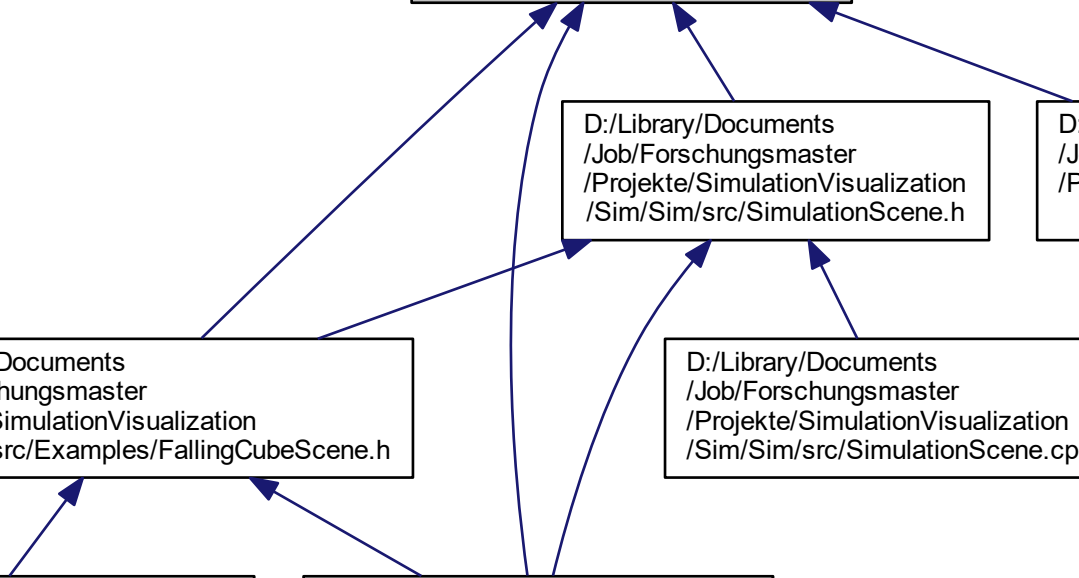 D:/Library/Documents
/Job/Forschungsmaster
/Projekte/SimulationVisualization
/Sim/Sim/src/SimulationScene.h
D:
/J
/P
Documents
hungsmaster
SimulationVisualization
src/Examples/FallingCubeScene.h
D:/Library/Documents
/Job/Forschungsmaster
/Projekte/SimulationVisualization
/Sim/Sim/src/SimulationScene.cp